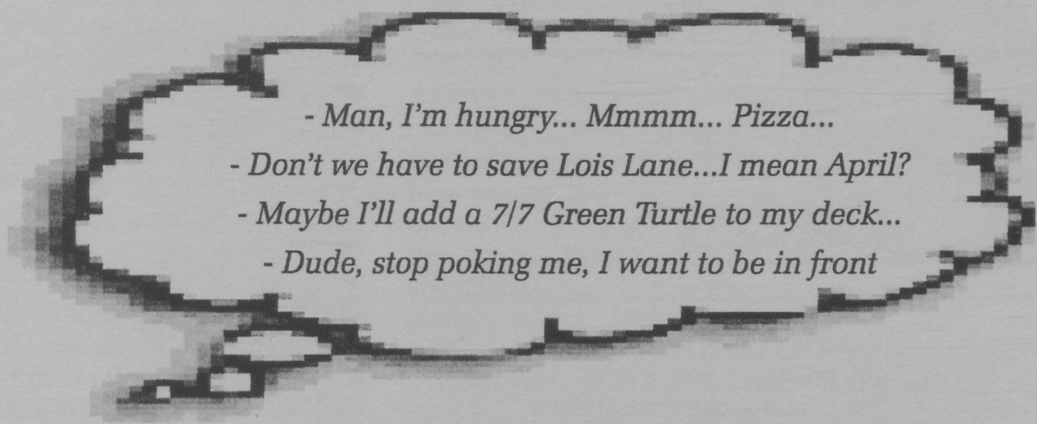 - Man, I'm hungry... Mmmm... Pizza...
- Don't we have to save Lois Lane...I mean April?
- Maybe I'll add a 7/7 Green Turtle to my deck...
- Dude, stop poking me, I want to be in front